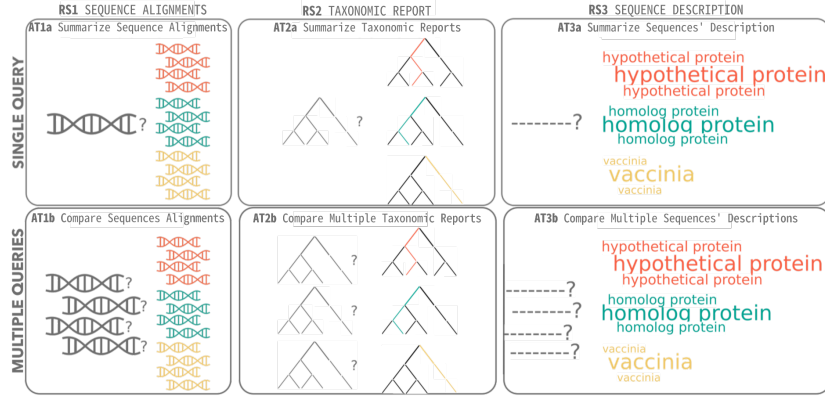 RS1 SEQUENCE ALIGNMENTS
RS2 TAXONOMIC REPORT
RS3 SEQUENCE DESCRIPTION
SINGLE QUERY
AT1a Summarize Sequence Alignments
?
AT2a Summarize Taxonomic Reports
?
AT3a Summarize Sequences' Description
--------?
hypothetical protein
hypothetical protein
hypothetical protein
homolog protein
homolog protein
homolog protein
vaccinia
vaccinia
vaccinia
MULTIPLE QUERIES
AT1b Compare Sequences Alignments
?
?
?
?
AT2b Compare Multiple Taxonomic Reports
?
?
?
AT3b Compare Multiple Sequences' Descriptions
--------?
--------?
--------?
--------?
hypothetical protein
hypothetical protein
hypothetical protein
homolog protein
homolog protein
homolog protein
vaccinia
vaccinia
vaccinia